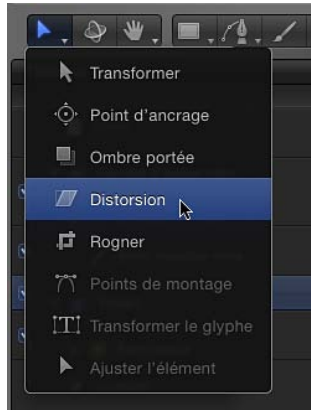 Transformer
Point d'ancrage
Ombre portée
Distorsion
Rogner
Points de montage
Transformer le glyphe
Ajuster l'élément